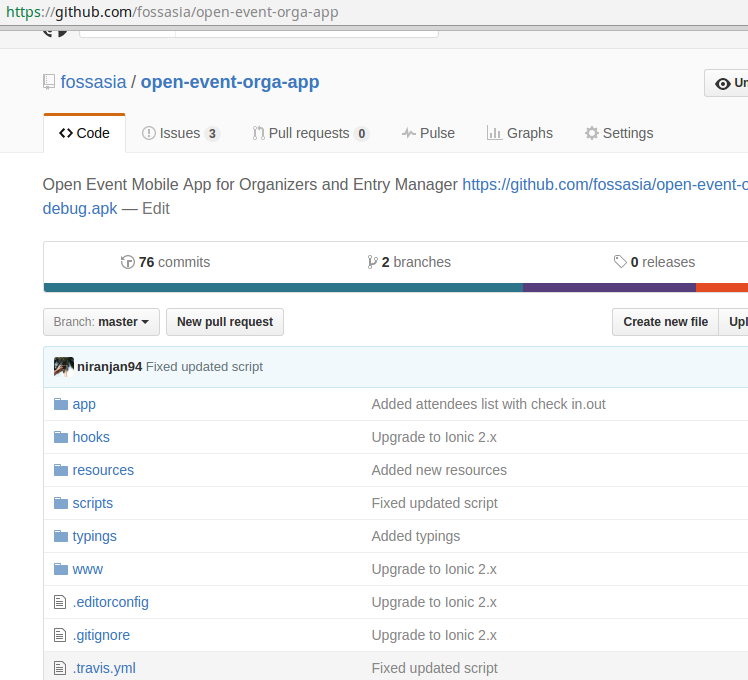 https://github.com/fossasia/open-event-orga-app
fossasia / open-event-orga-app
Code Issues 3 Pull requests 0 Pulse Graphs Settings
Open Event Mobile App for Organizers and Entry Manager https://github.com/fossasia/open-event-o
debug.apk — Edit
76 commits 2 branches 0 releases
Branch: master New pull request Create new file Upl
niranjan94 Fixed updated script
app Added attendees list with check in.out
hooks Upgrade to Ionic 2.x
resources Added new resources
scripts Fixed updated script
typings Added typings
www Upgrade to Ionic 2.x
.editorconfig Upgrade to Ionic 2.x
.gitignore Upgrade to Ionic 2.x
.travis.yml Fixed updated script